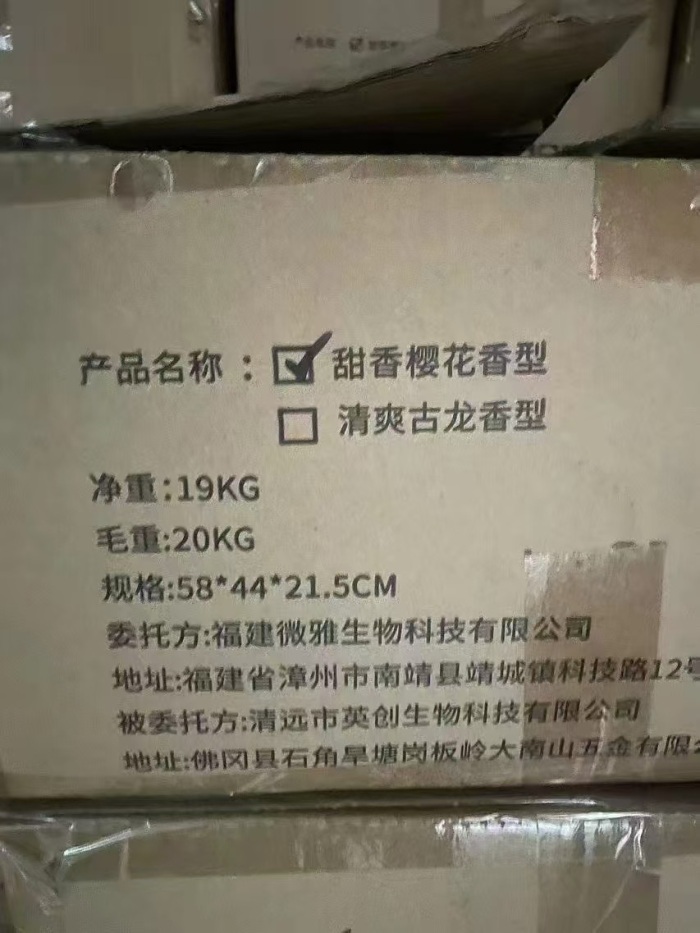 产品名称：☑ 甜香樱花香型
☐ 清爽古龙香型
净重:19KG
毛重:20KG
规格:58*44*21.5CM
委托方:福建微雅生物科技有限公司
地址:福建省漳州市南靖县靖城镇科技路12号
被委托方:清远市英创生物科技有限公司
地址:佛冈县石角旱塘岗板岭大南山五金有限